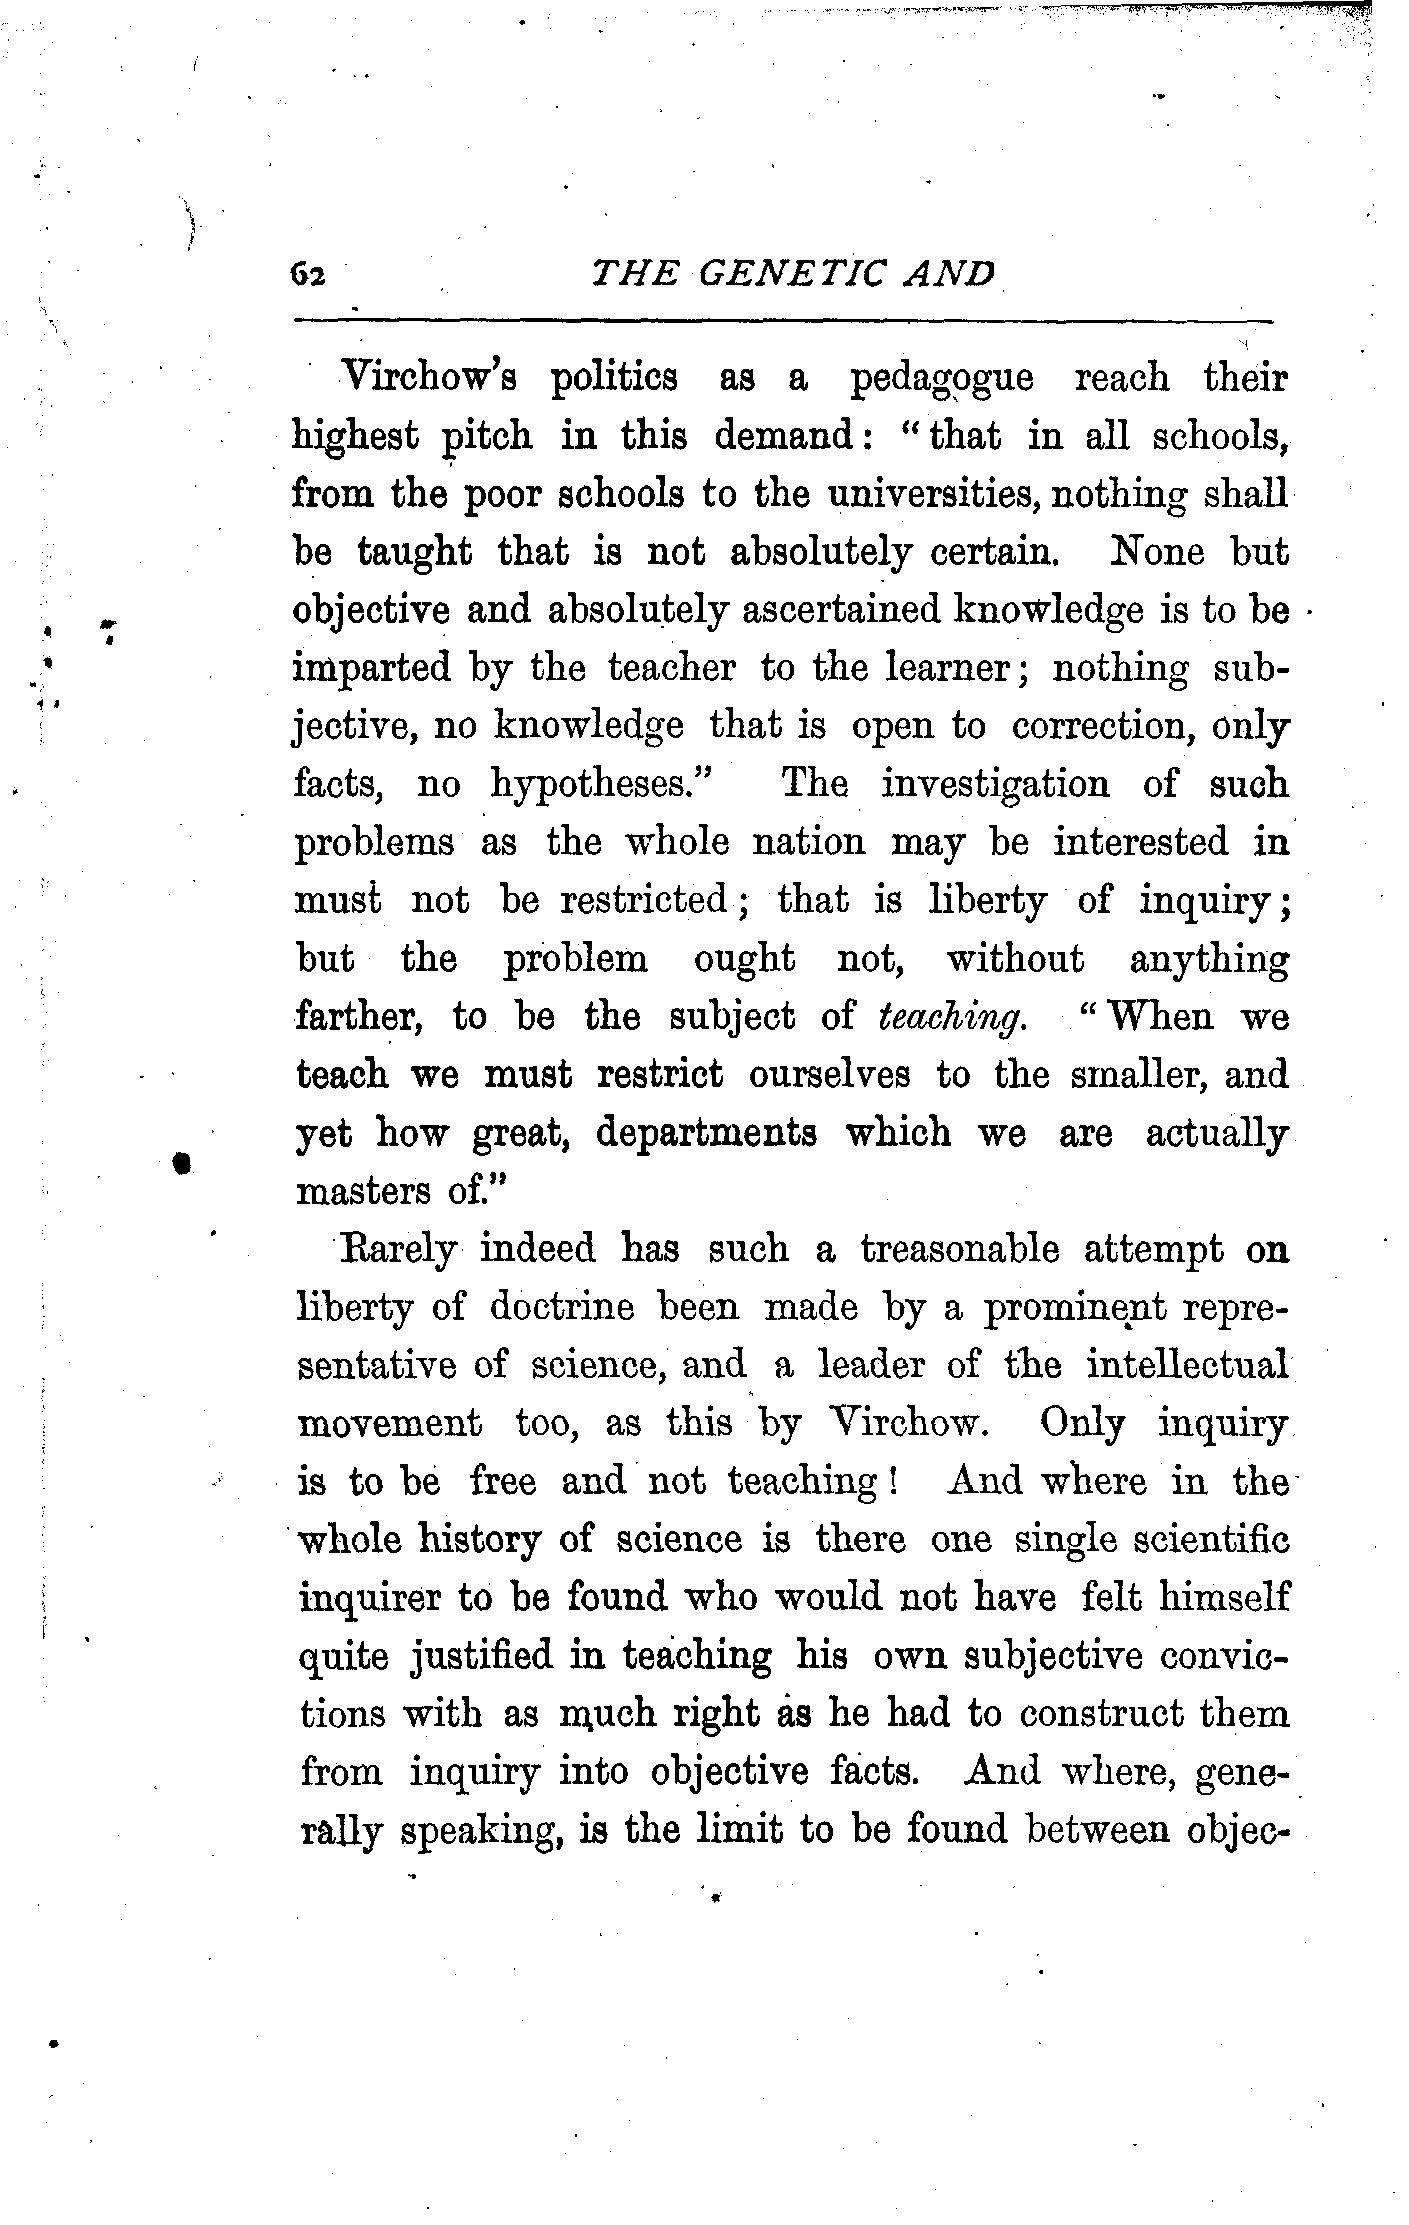 62 THE GENETIC AND
Virchow's politics as a pedagogue reach their
highest pitch in this demand: "that in all schools,
from the poor schools to the universities, nothing shall
be taught that is not absolutely certain. None but
objective and absolutely ascertained knowledge is to be
imparted by the teacher to the learner; nothing sub-
jective, no knowledge that is open to correction, only
facts, no hypotheses." The investigation of such
problems as the whole nation may be interested in
must not be restricted; that is liberty of inquiry;
but the problem ought not, without anything
farther, to be the subject of teaching. "When we
teach we must restrict ourselves to the smaller, and
yet how great, departments which we are actually
masters of."
Rarely indeed has such a treasonable attempt on
liberty of doctrine been made by a prominent repre-
sentative of science, and a leader of the intellectual
movement too, as this by Virchow. Only inquiry
is to be free and not teaching! And where in the
whole history of science is there one single scientific
inquirer to be found who would not have felt himself
quite justified in teaching his own subjective convic-
tions with as much right as he had to construct them
from inquiry into objective facts. And where, gene-
rally speaking, is the limit to be found between objec-